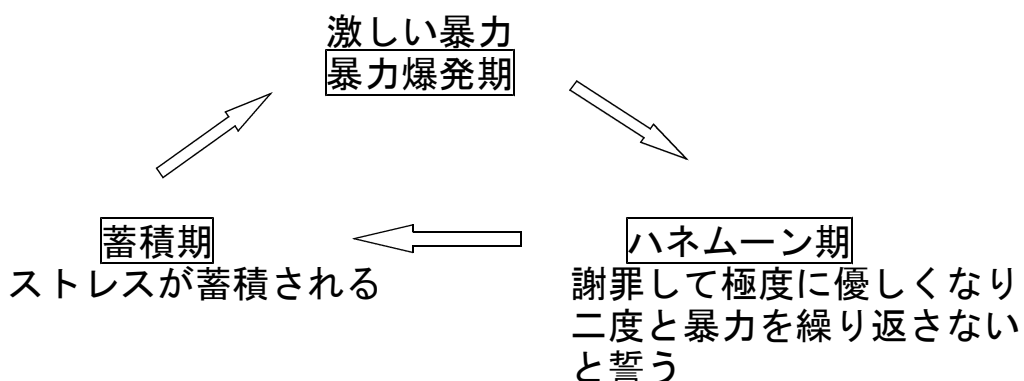 激しい暴力
暴力爆発期
蓄積期
ストレスが蓄積される
ハネムーン期
謝罪して極度に優しくなり
二度と暴力を繰り返さない
と誓う